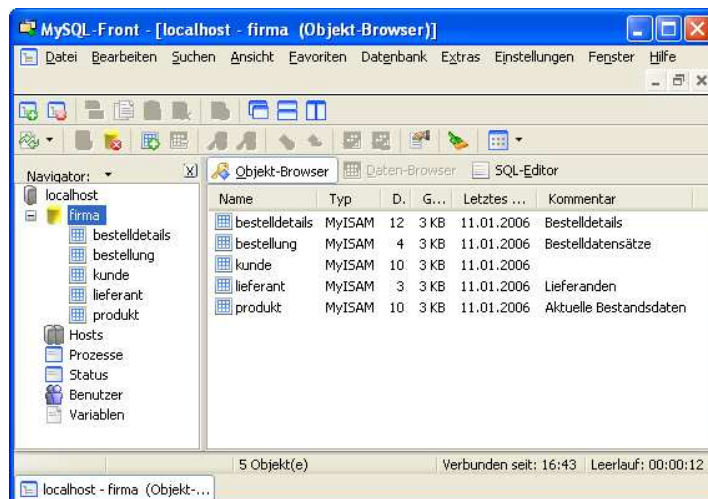 MySQL-Front - [localhost - firma (Objekt-Browser)]
Datei Bearbeiten Suchen Ansicht Favoriten Datenbank Extras Einstellungen Fenster Hilfe
Navigator:
Objekt-Browser Daten-Browser SQL-Editor
localhost
firma
bestelldetails
bestellung
kunde
lieferant
produkt
Hosts
Prozesse
Status
Benutzer
Variablen
Name Typ D. G... Letztes ... Kommentar
bestelldetails MyISAM 12 3 KB 11.01.2006 Bestelldetails
bestellung MyISAM 4 3 KB 11.01.2006 Bestelldatensätze
kunde MyISAM 10 3 KB 11.01.2006
lieferant MyISAM 3 3 KB 11.01.2006 Lieferanden
produkt MyISAM 10 3 KB 11.01.2006 Aktuelle Bestandsdaten
5 Objekt(e) Verbunden seit: 16:43 Leerlauf: 00:00:12
localhost - firma (Objekt-...